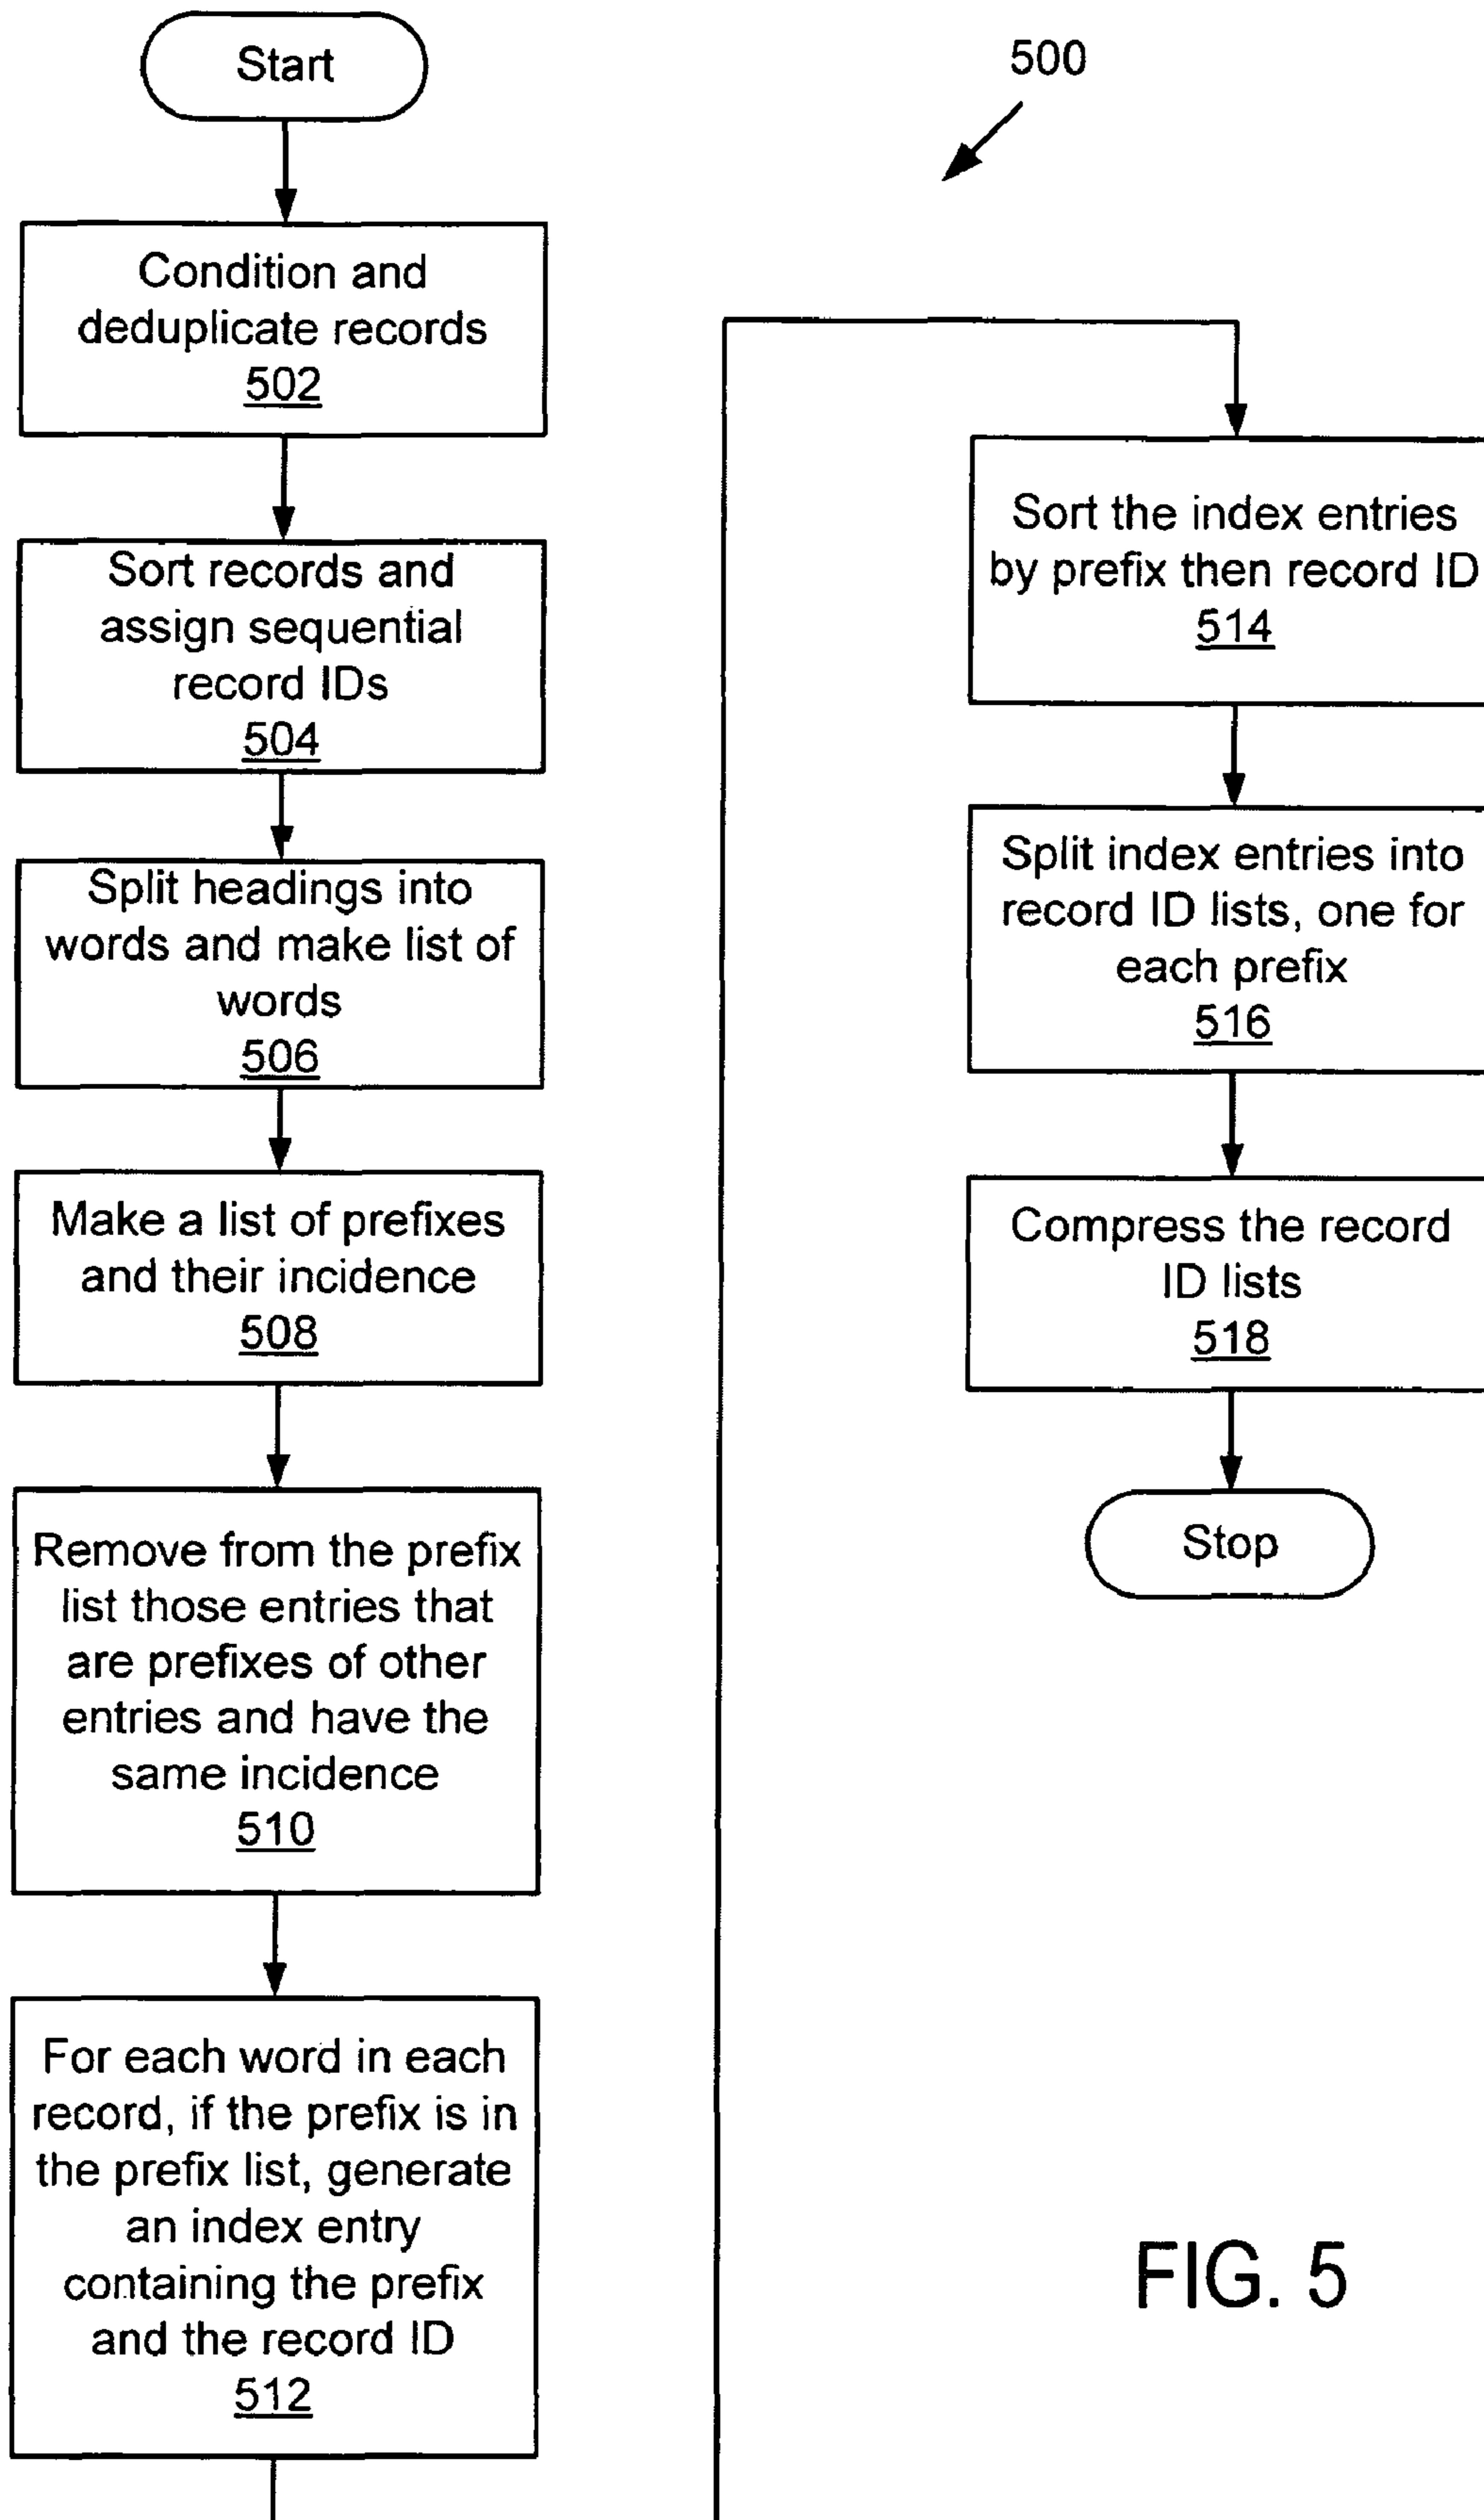 Start
500
Condition and
deduplicate records
502
Sort records and
assign sequential
record IDs
504
Split headings into
words and make list of
words
506
Make a list of prefixes
and their incidence
508
Remove from the prefix
list those entries that
are prefixes of other
entries and have the
same incidence
510
For each word in each
record, if the prefix is in
the prefix list, generate
an index entry
containing the prefix
and the record ID
512
Sort the index entries
by prefix then record ID
514
Split index entries into
record ID lists, one for
each prefix
516
Compress the record
ID lists
518
Stop
FIG. 5